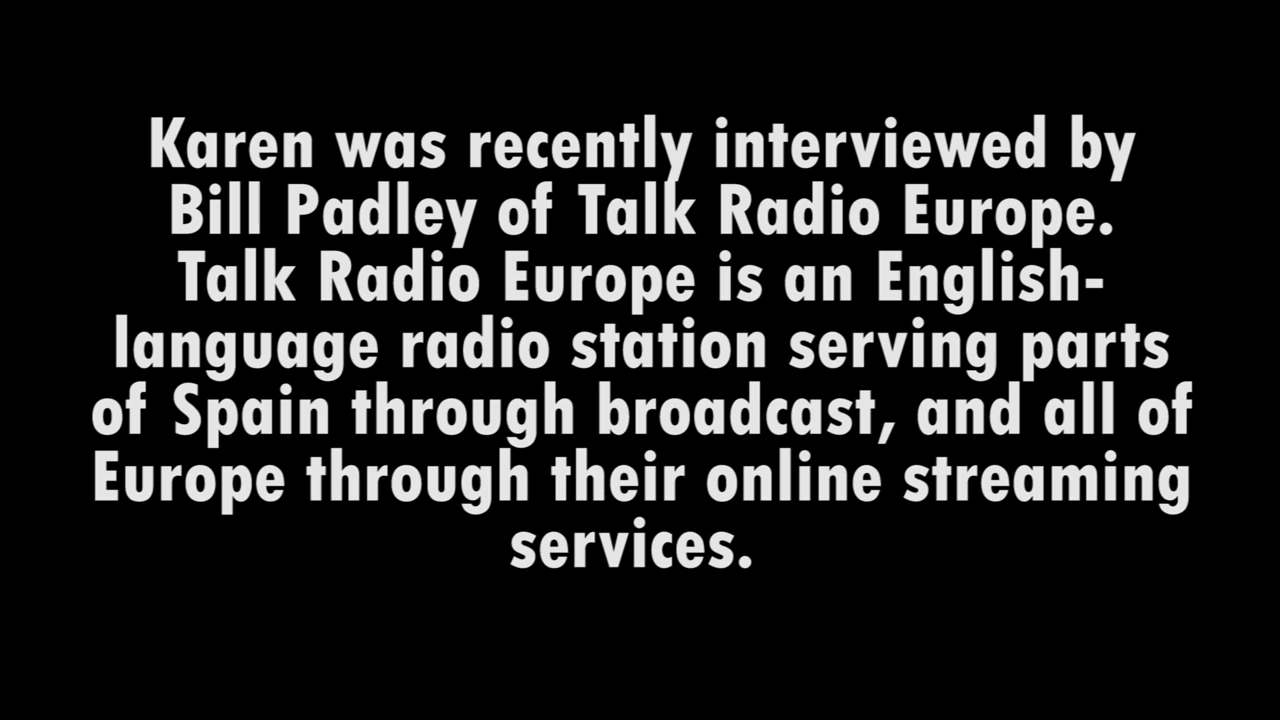 Karen was recently interviewed by
Bill Padley of Talk Radio Europe.
Talk Radio Europe is an English-
language radio station serving parts
of Spain through broadcast, and all of
Europe through their online streaming
services.